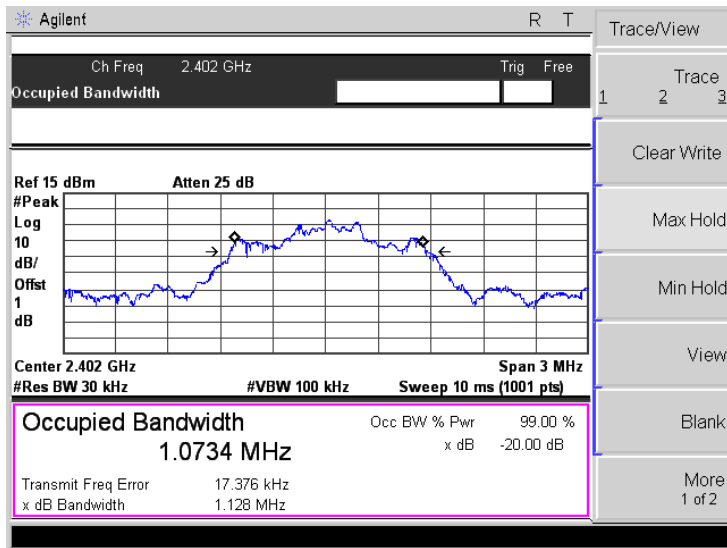 Agilent R T
Trace/View
Ch Freq 2.402 GHz Trig Free
Occupied Bandwidth
Trace
1 2 3
Clear Write
Max Hold
Min Hold
View
Blank
More
1 of 2
Ref 15 dBm Atten 25 dB
#Peak
Log
10
dB/
Offst
1
dB
Center 2.402 GHz Span 3 MHz
#Res BW 30 kHz #VBW 100 kHz Sweep 10 ms (1001 pts)
Occupied Bandwidth Occ BW % Pwr 99.00 %
1.0734 MHz x dB -20.00 dB
Transmit Freq Error 17.376 kHz
x dB Bandwidth 1.128 MHz